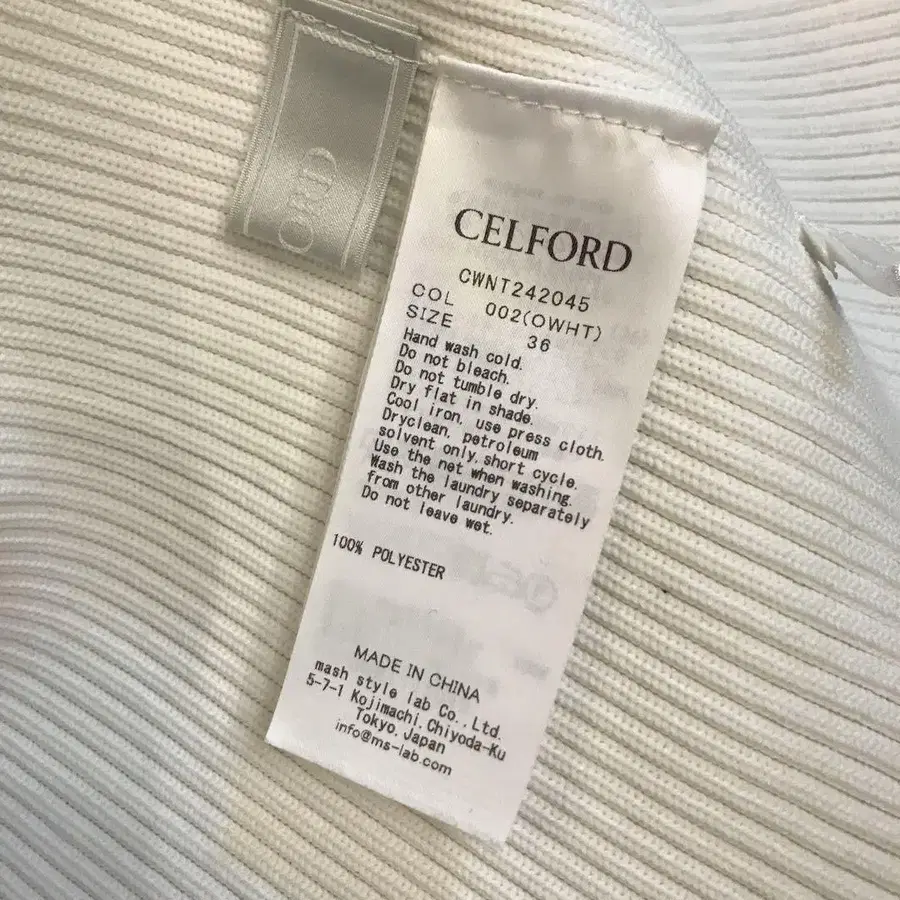 CELFORD
CWNT242045
COL 002(OWHT)
SIZE 36
Hand wash cold.
Do not bleach.
Do not tumble dry.
Dry flat in shade.
Cool iron, use press cloth.
Dryclean, petroleum
solvent only,short cycle.
Use the net when washing.
Wash the laundry separately
from other laundry.
Do not leave wet.
100% POLYESTER
MADE IN CHINA
mash style lab Co.,Ltd.
5-7-1 Kojimachi,Chiyoda-Ku
Tokyo,Japan
info@ms-lab.com
ORD